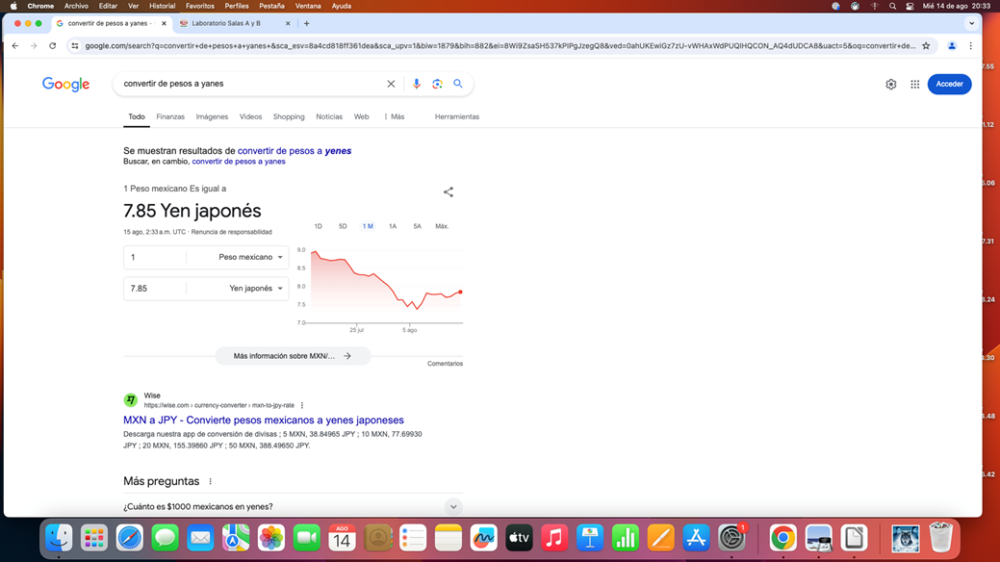 Chrome Archivo Editar Ver Historial Favoritos Perfiles Pestaña Ventana Ayuda Mié 14 de ago 20:33
convertir de pesos a yanes - Laboratorio Salas A y B
google.com/search?q=convertir+de+pesos+a+yanes+&sca_esv=8a4cd818ff361dea&sca_upv=1&biw=1879&bih=882&ei=8Wi9ZsaSH537kPIPgJzegQ8&ved=0ahUKEwiGz7zU-vWHAxWdPUQIHQCON_AQ4dUDCA8&uact=5&oq=convertir+de...
Google
convertir de pesos a yanes
Acceder
Todo Finanzas Imágenes Videos Shopping Noticias Web Más Herramientas
Se muestran resultados de convertir de pesos a yenes
Buscar, en cambio, convertir de pesos a yanes
1 Peso mexicano Es igual a
7.85 Yen japonés
15 ago, 2:33 a.m. UTC · Renuncia de responsabilidad
1 Peso mexicano
7.85 Yen japonés
1D 5D 1 M 1A 5A Máx.
9.0
8.5
8.0
7.5
7.0
25 jul 5 ago
Más información sobre MXN/...
Comentarios
Wise
https://wise.com › currency-converter › mxn-to-jpy-rate
MXN a JPY - Convierte pesos mexicanos a yenes japoneses
Descarga nuestra app de conversión de divisas ; 5 MXN, 38.84965 JPY ; 10 MXN, 77.69930
JPY ; 20 MXN, 155.39860 JPY ; 50 MXN, 388.49650 JPY.
Más preguntas
¿Cuánto es $1000 mexicanos en yenes?
7.55
1.12
5.06
7.31
3.24
3.30
4.48
5.42
AGO
14
tv
1